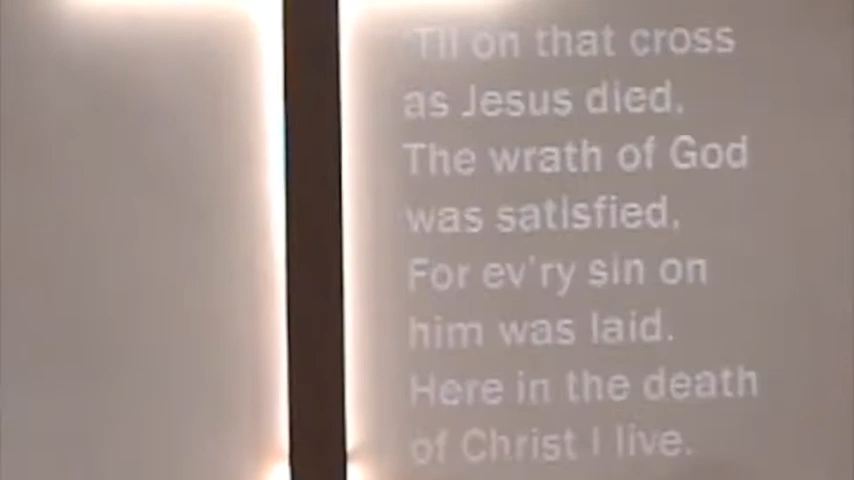 'Til on that cross
as Jesus died,
The wrath of God
was satisfied,
For ev'ry sin on
him was laid.
Here in the death
of Christ I live.